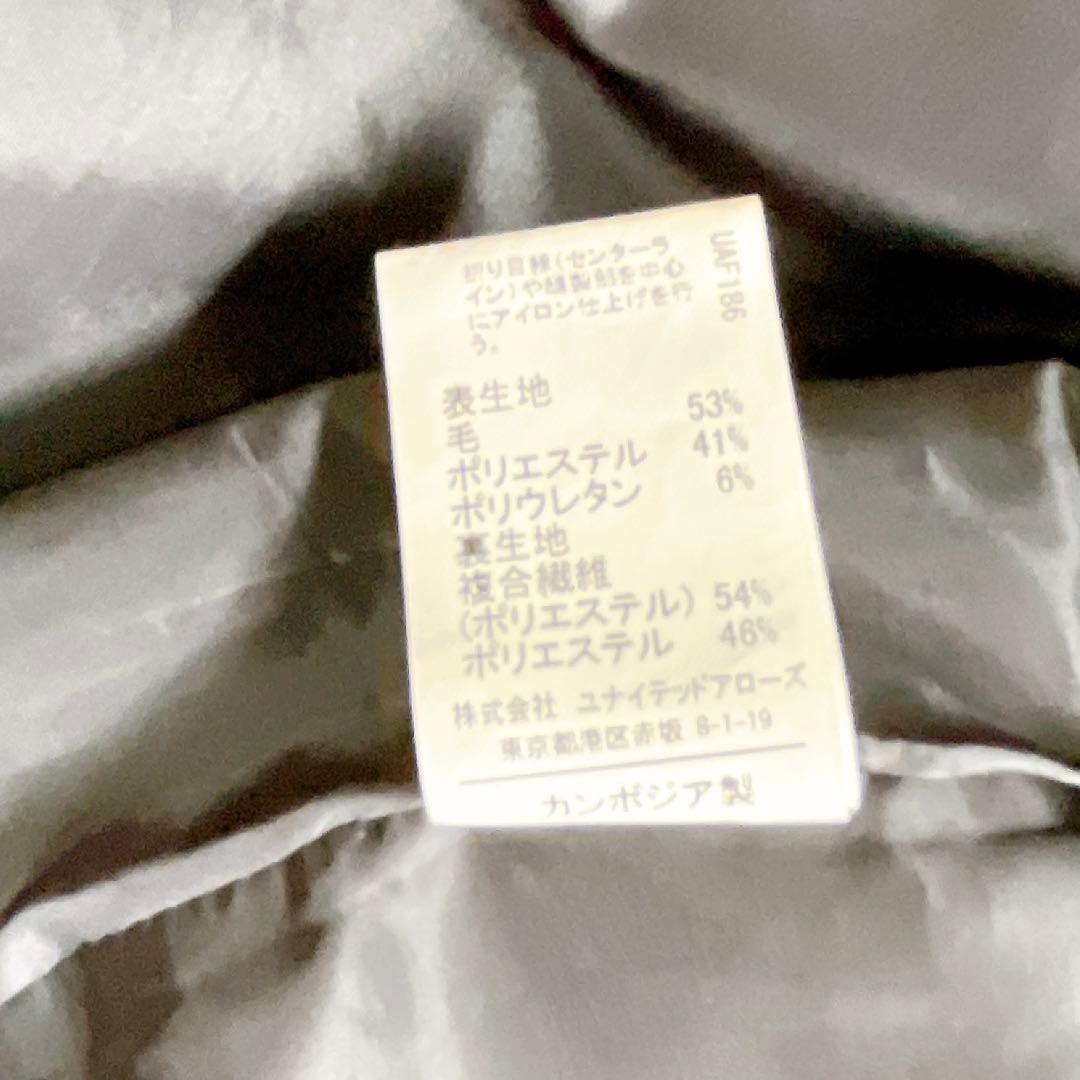 折り目線(センターラ
イン)や縫製部を中心
にアイロン仕上げを行
う。
UAF186
表生地
毛 53%
ポリエステル 41%
ポリウレタン 6%
裏生地
複合繊維
(ポリエステル) 54%
ポリエステル 46%
株式会社 ユナイテッドアローズ
東京都港区赤坂 8-1-19
カンボジア製